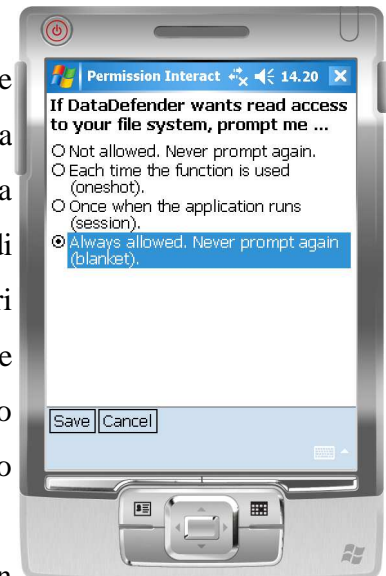 Permission Interact 14.20
If DataDefender wants read access
to your file system, prompt me ...
Not allowed. Never prompt again.
Each time the function is used
(oneshot).
Once when the application runs
(session).
Always allowed. Never prompt again
(blanket).
Save Cancel
e
a
a
di
ri
e
o
o
n